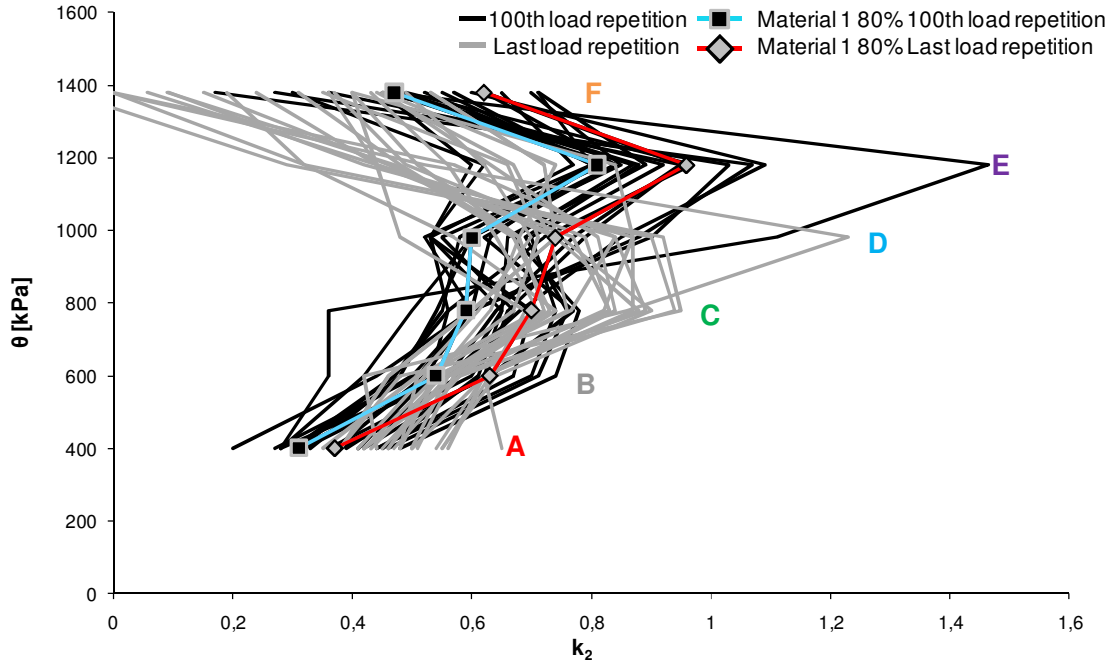 100th load repetition
Material 1 80% 100th load repetition
Last load repetition
Material 1 80% Last load repetition
θ [kPa]
1600
1400
1200
1000
800
600
400
200
0
F
E
D
C
B
A
0
0,2
0,4
0,6
0,8
1
1,2
1,4
1,6
k₂